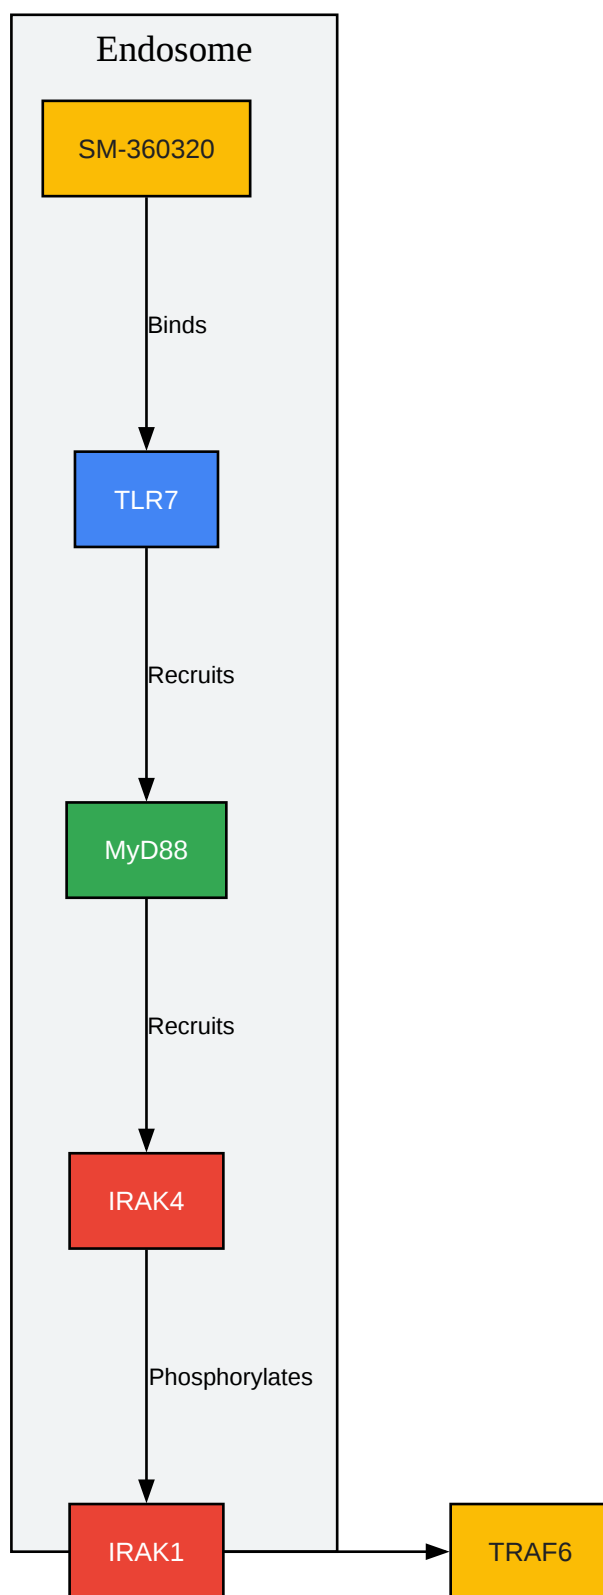 Endosome
SM-360320
Binds
TLR7
Recruits
MyD88
Recruits
IRAK4
Phosphorylates
IRAK1
TRAF6